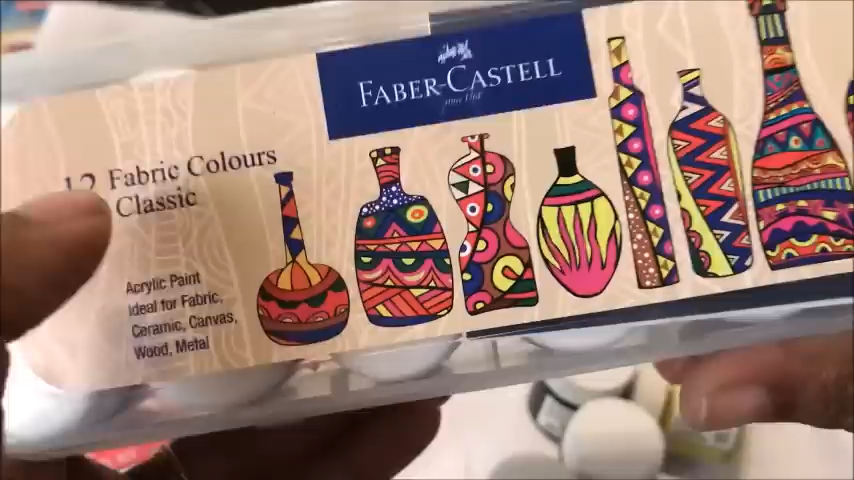 FABER-CASTELL
since 1761
12 Fabric Colours
Classic
Acrylic Paint
Ideal for Fabric,
Ceramic, Canvas,
Wood, Metal